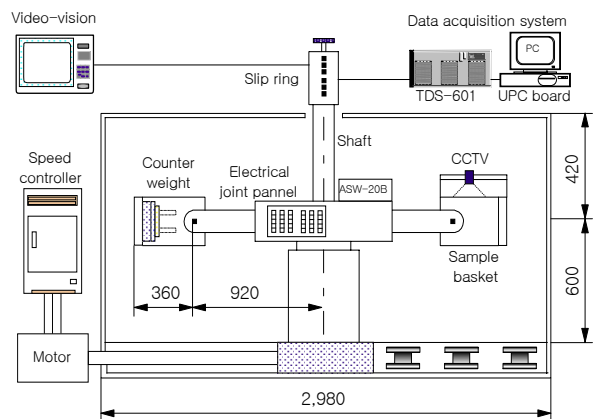 Video-vision
Data acquisition system
PC
Slip ring
TDS-601
UPC board
Shaft
Speed
controller
Counter
weight
Electrical
joint pannel
ASW-20B
CCTV
420
Sample
basket
600
360
920
Motor
2,980